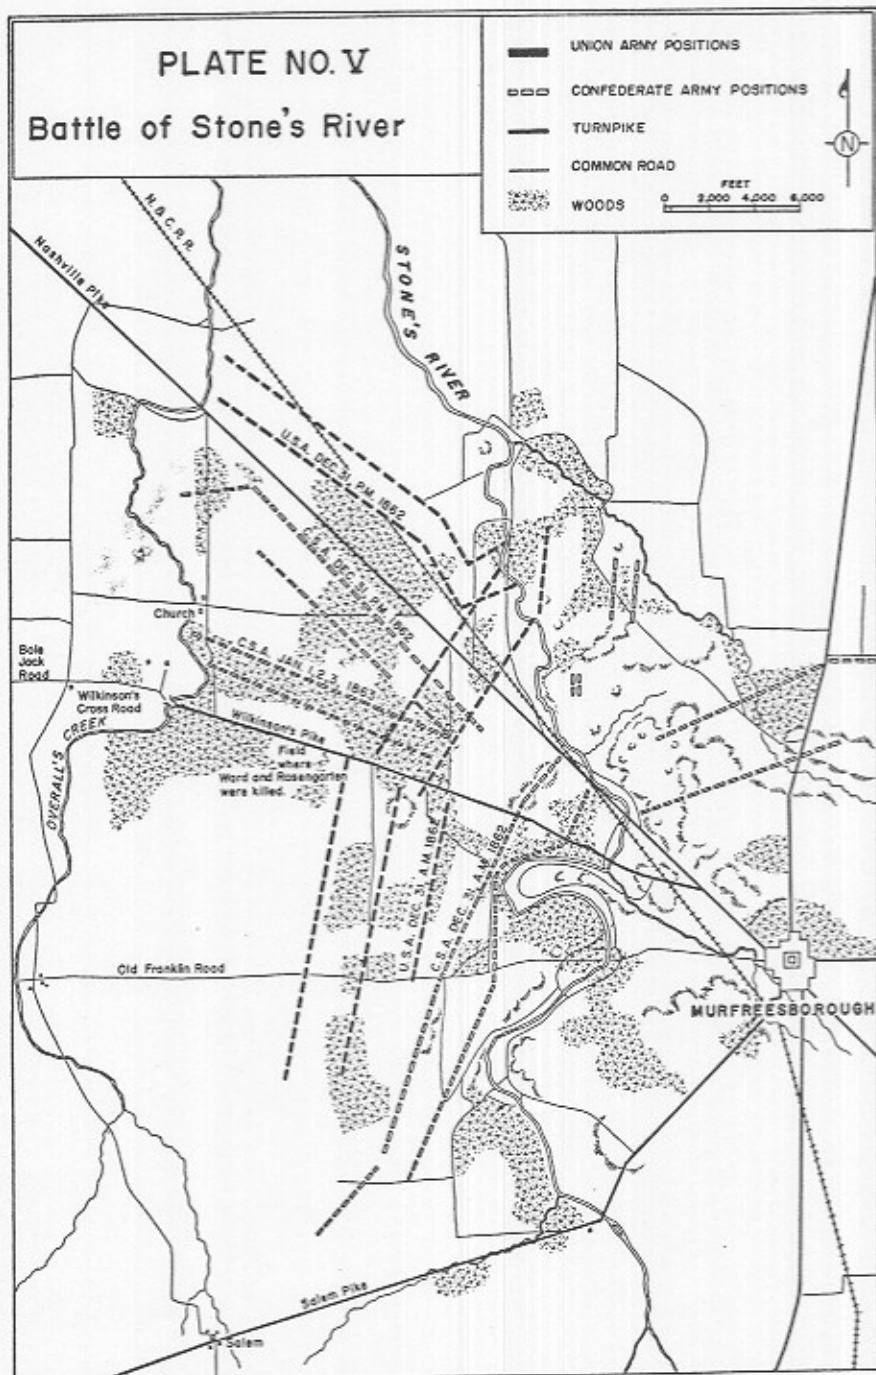 PLATE NO. V
Battle of Stone's River
UNION ARMY POSITIONS
CONFEDERATE ARMY POSITIONS
TURNPIKE
COMMON ROAD
WOODS
FEET
0 2,000 4,000 6,000
N
N. & C. R. R.
Nashville Pike
STONE'S RIVER
U.S.A. DEC. 31, P.M. 1862
C.S.A. DEC. 31, P.M. 1862
Church
C.S.A. JAN. 1, 2, 3, 1863
Bole
Jack
Road
Wilkinson's
Cross Road
Wilkinson's Pike
Field
where
Ward and Rosengarten
were killed.
OVERALL'S CREEK
U.S.A. DEC. 31, A.M. 1862
C.S.A. DEC. 31, A.M. 1862
Old Franklin Road
MURFREESBOROUGH
Salem Pike
Salem